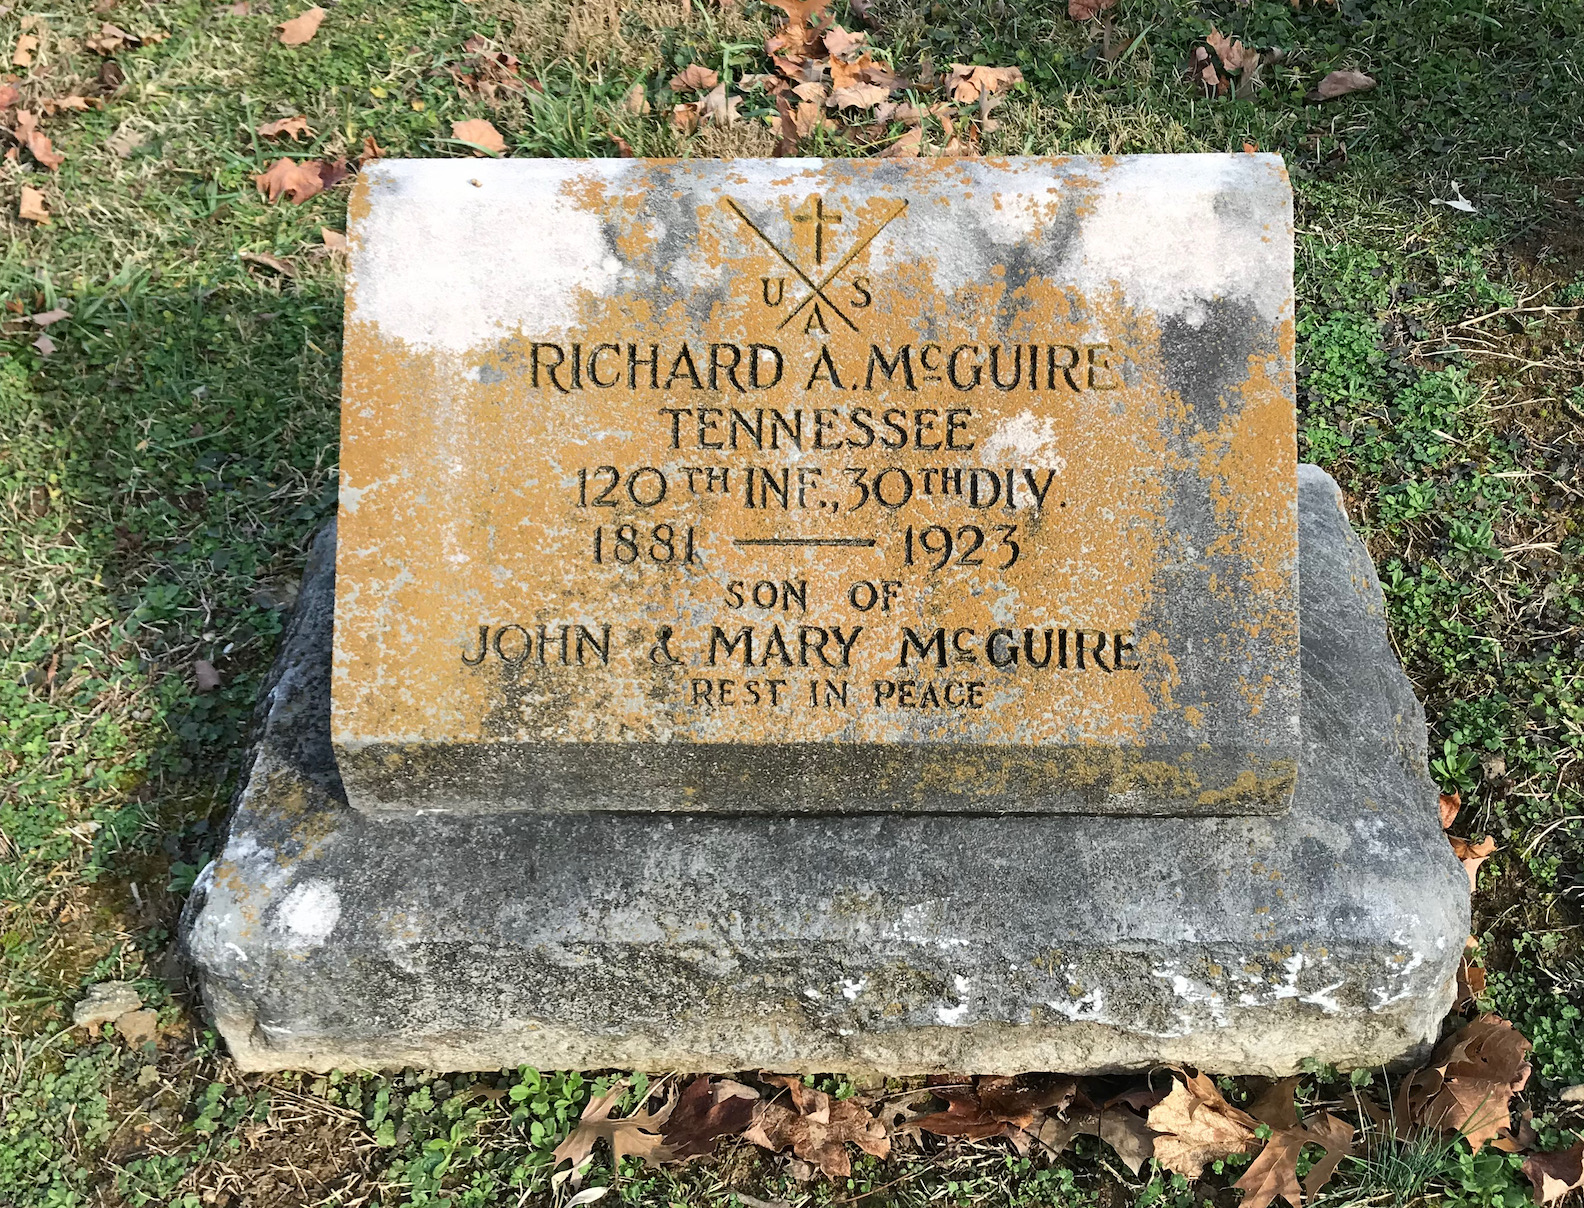 U S
A
RICHARD A. McGUIRE
TENNESSEE
120TH INF., 30TH DIV.
1881 — 1923
SON OF
JOHN & MARY McGUIRE
REST IN PEACE